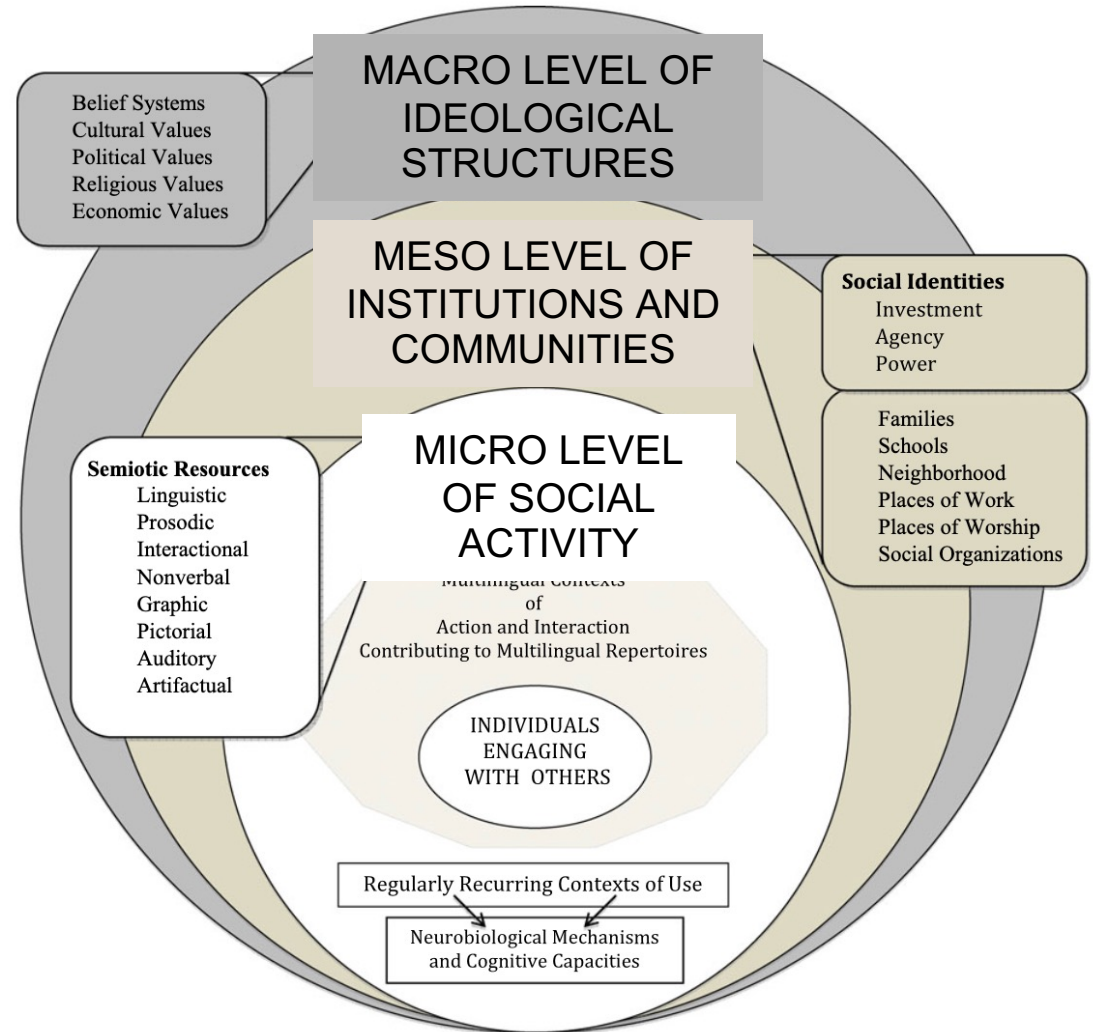 MACRO LEVEL OF
IDEOLOGICAL
STRUCTURES
Belief Systems
Cultural Values
Political Values
Religious Values
Economic Values
MESO LEVEL OF
INSTITUTIONS AND
COMMUNITIES
Social Identities
Investment
Agency
Power
Families
Schools
Neighborhood
Places of Work
Places of Worship
Social Organizations
MICRO LEVEL
OF SOCIAL
ACTIVITY
Semiotic Resources
Linguistic
Prosodic
Interactional
Nonverbal
Graphic
Pictorial
Auditory
Artifactual
Multilingual Contexts
of
Action and Interaction
Contributing to Multilingual Repertoires
INDIVIDUALS
ENGAGING
WITH OTHERS
Regularly Recurring Contexts of Use
Neurobiological Mechanisms
and Cognitive Capacities